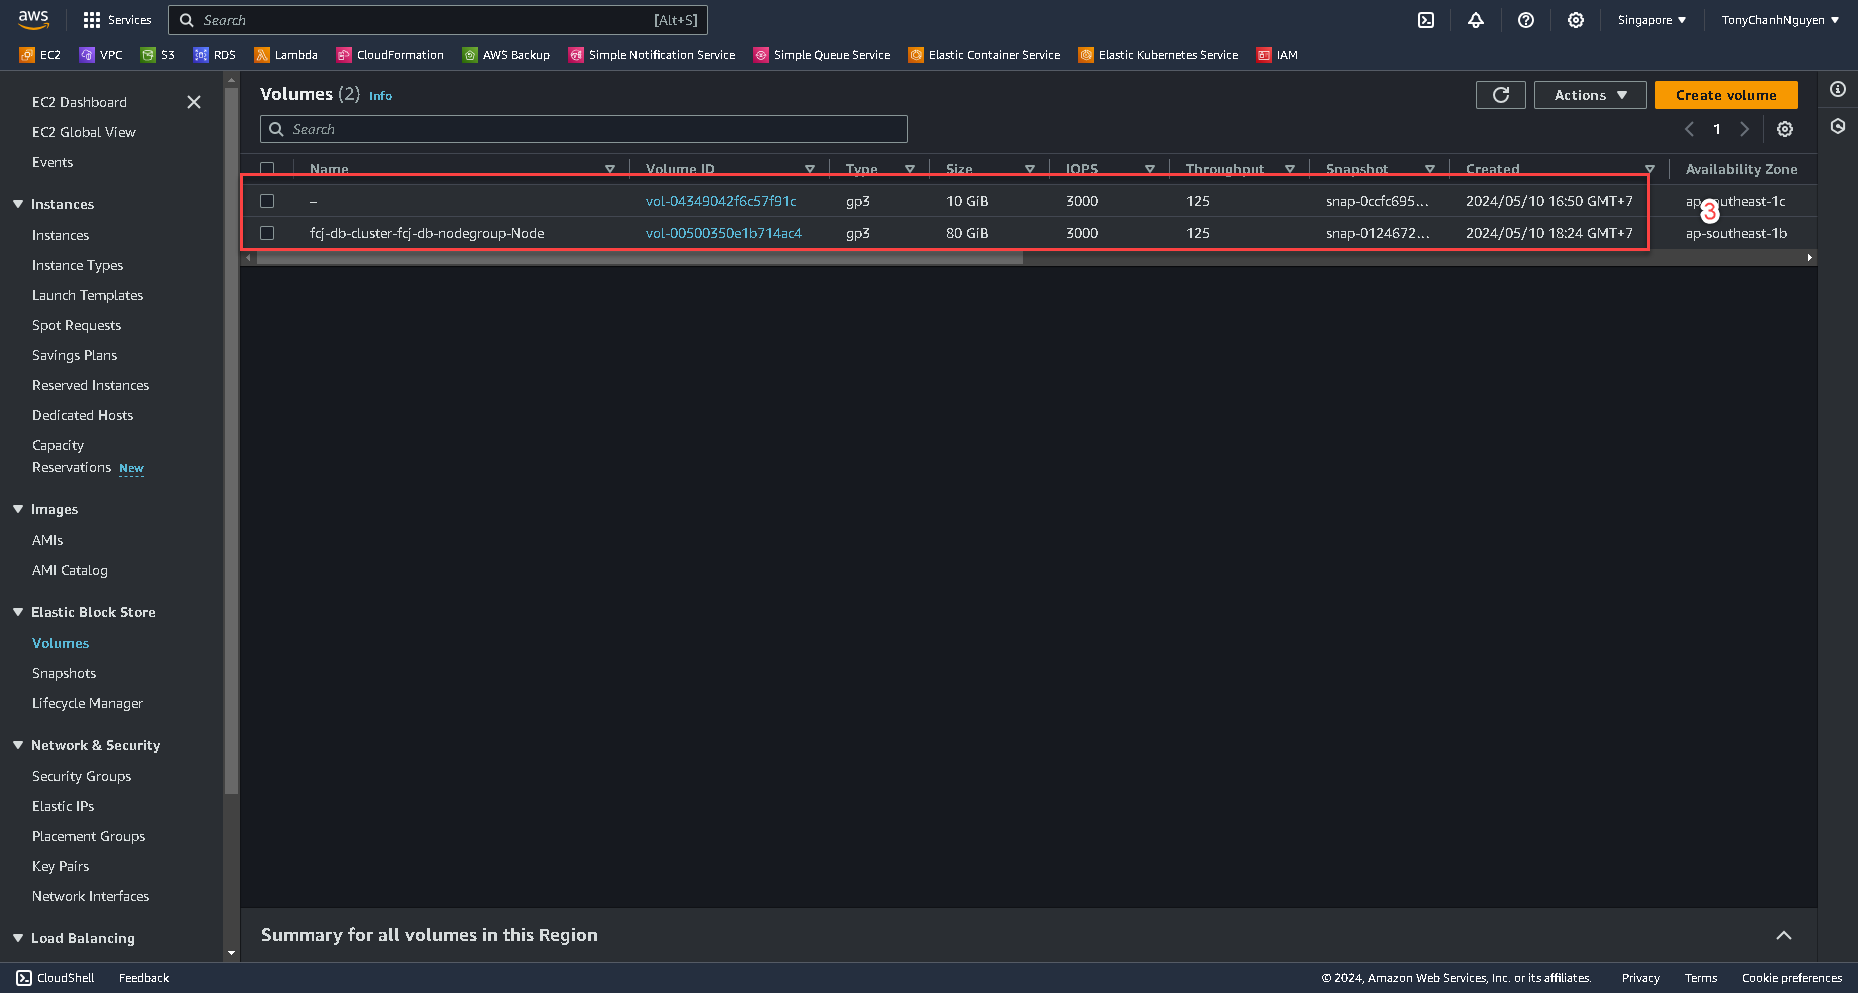 aws Services Search [Alt+S] Singapore TonyChanhNguyen
EC2 VPC S3 RDS Lambda CloudFormation AWS Backup Simple Notification Service Simple Queue Service Elastic Container Service Elastic Kubernetes Service IAM
EC2 Dashboard
EC2 Global View
Events
Instances
Instances
Instance Types
Launch Templates
Spot Requests
Savings Plans
Reserved Instances
Dedicated Hosts
Capacity
Reservations New
Images
AMIs
AMI Catalog
Elastic Block Store
Volumes
Snapshots
Lifecycle Manager
Network & Security
Security Groups
Elastic IPs
Placement Groups
Key Pairs
Network Interfaces
Load Balancing
Volumes (2) Info Actions Create volume
Search 1
Name Volume ID Type Size IOPS Throughput Snapshot Created Availability Zone
– vol-04349042f6c57f91c gp3 10 GiB 3000 125 snap-0ccfc695... 2024/05/10 16:50 GMT+7 ap-southeast-1c
3
fcj-db-cluster-fcj-db-nodegroup-Node vol-00500350e1b714ac4 gp3 80 GiB 3000 125 snap-0124672... 2024/05/10 18:24 GMT+7 ap-southeast-1b
Summary for all volumes in this Region
CloudShell Feedback © 2024, Amazon Web Services, Inc. or its affiliates. Privacy Terms Cookie preferences